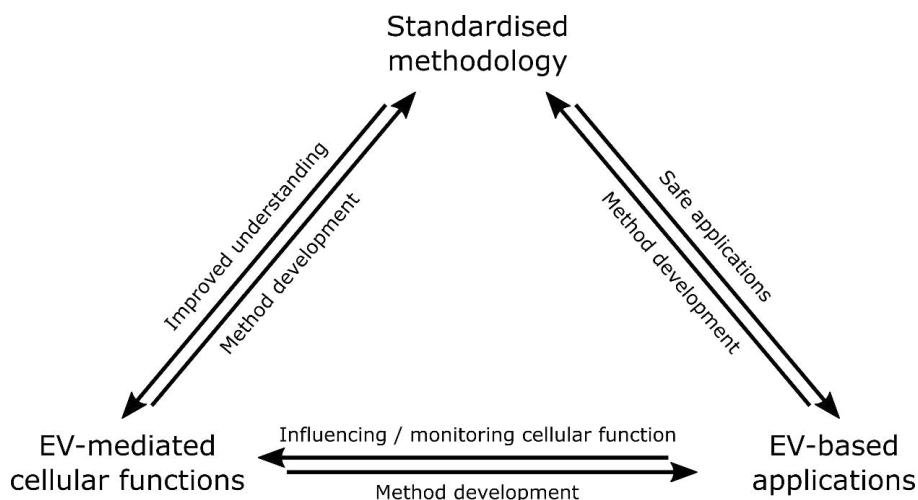 Standardised
methodology
Improved understanding
Method development
Safe applications
Method development
EV-mediated
cellular functions
Influencing / monitoring cellular function
Method development
EV-based
applications